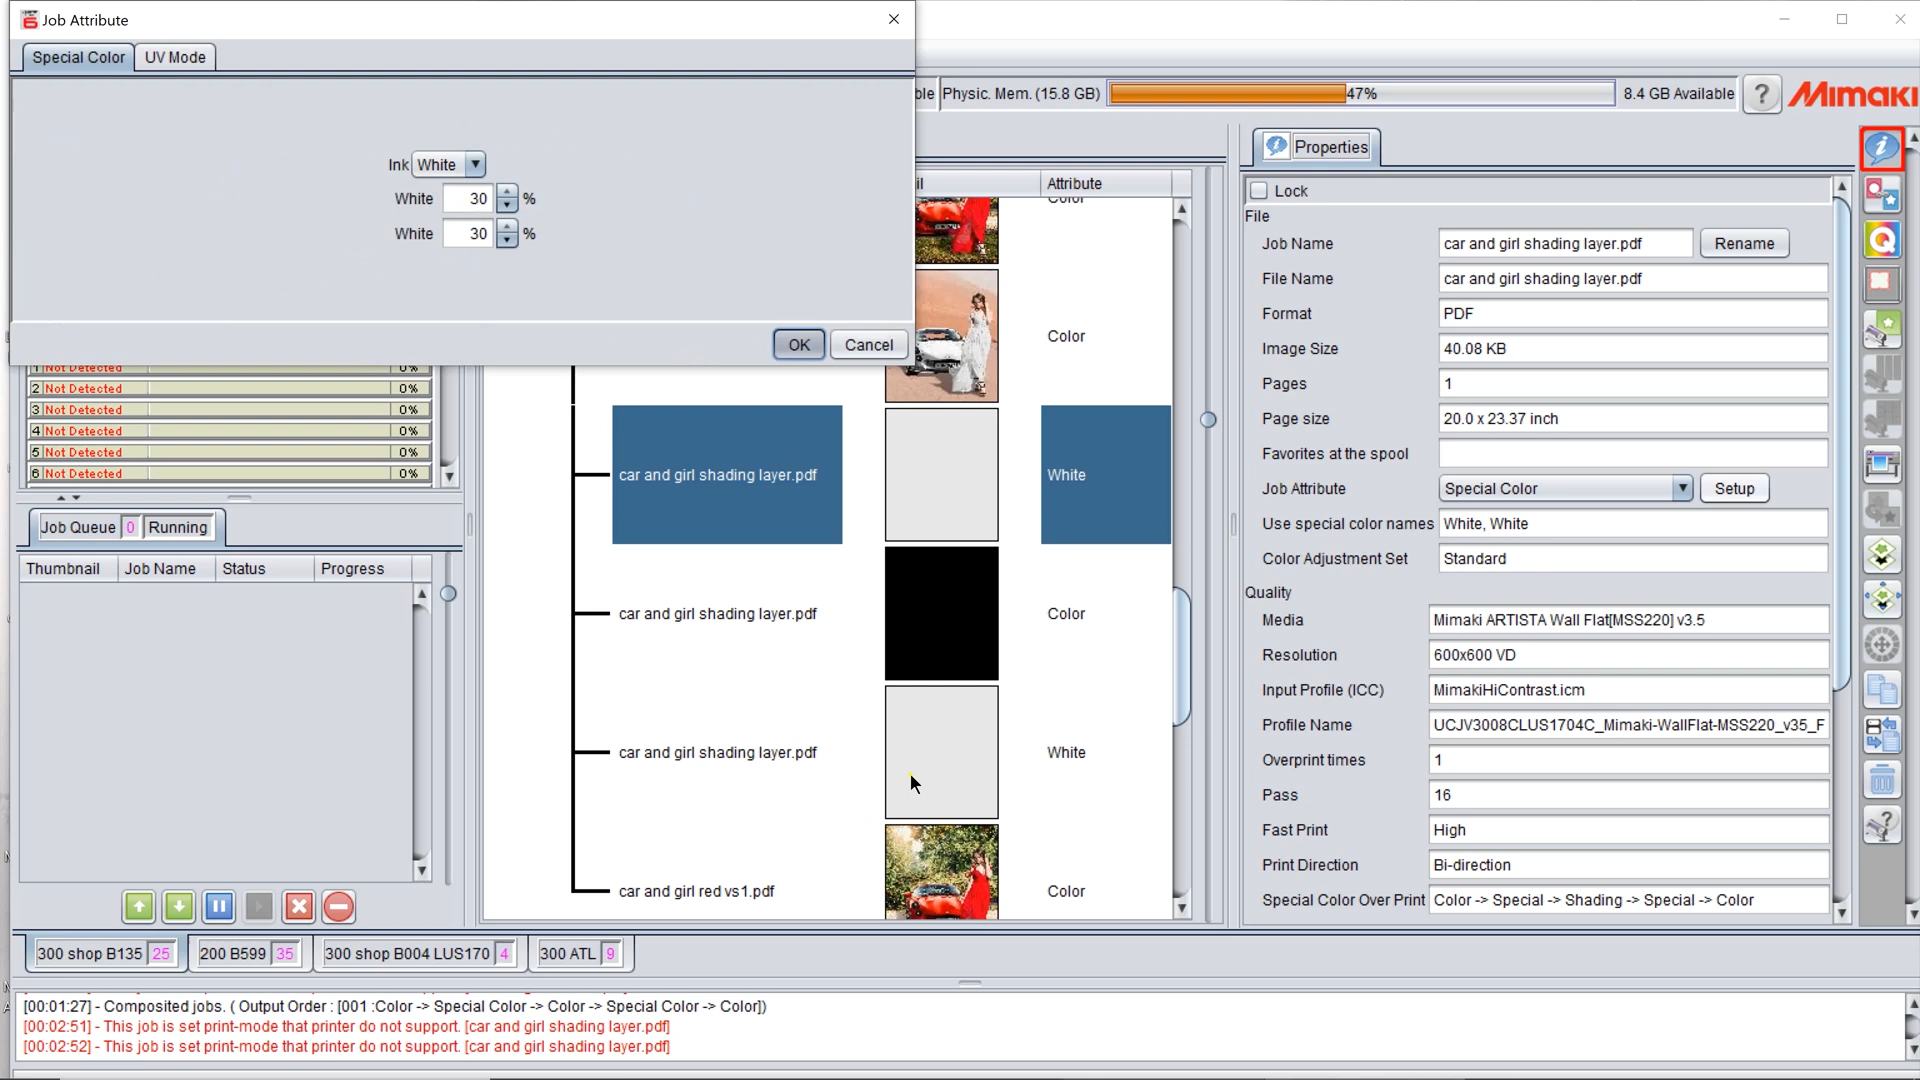 Job Attribute
Special Color
UV Mode
ble
Physic. Mem. (15.8 GB)
47%
8.4 GB Available
?
Mimaki
Ink
White
White
30
%
White
30
%
OK
Cancel
Not Detected
0%
2
Not Detected
0%
3
Not Detected
0%
4
Not Detected
0%
5
Not Detected
0%
6
Not Detected
0%
Job Queue
0
Running
Thumbnail
Job Name
Status
Progress
il
Attribute
Color
Color
car and girl shading layer.pdf
White
car and girl shading layer.pdf
Color
car and girl shading layer.pdf
White
car and girl red vs1.pdf
Color
Properties
Lock
File
Job Name
car and girl shading layer.pdf
Rename
File Name
car and girl shading layer.pdf
Format
PDF
Image Size
40.08 KB
Pages
1
Page size
20.0 x 23.37 inch
Favorites at the spool
Job Attribute
Special Color
Setup
Use special color names
White, White
Color Adjustment Set
Standard
Quality
Media
Mimaki ARTISTA Wall Flat[MSS220] v3.5
Resolution
600x600 VD
Input Profile (ICC)
MimakiHiContrast.icm
Profile Name
UCJV3008CLUS1704C_Mimaki-WallFlat-MSS220_v35_F
Overprint times
1
Pass
16
Fast Print
High
Print Direction
Bi-direction
Special Color Over Print
Color -> Special -> Shading -> Special -> Color
300 shop B135
25
200 B599
35
300 shop B004 LUS170
4
300 ATL
9
[00:01:27] - Composited jobs. ( Output Order : [001 :Color -> Special Color -> Color -> Special Color -> Color])
[00:02:51] - This job is set print-mode that printer do not support. [car and girl shading layer.pdf]
[00:02:52] - This job is set print-mode that printer do not support. [car and girl shading layer.pdf]